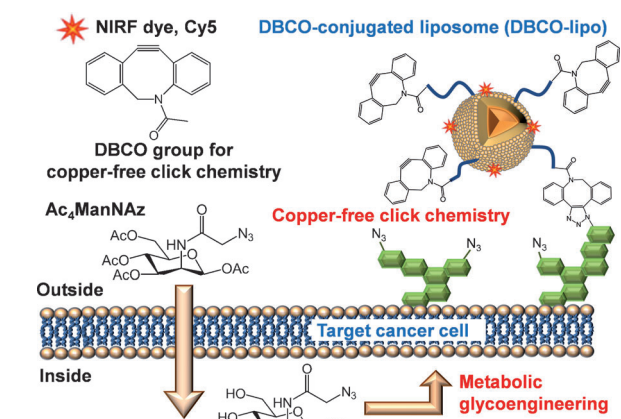 NIRF dye, Cy5
DBCO-conjugated liposome (DBCO-lipo)
N
O
DBCO group for
copper-free click chemistry
N
O
N
O
N
O
O
N
N
N
N
Ac₄ManNAz
Copper-free click chemistry
O
N₃
HN
AcO
O
AcO
AcO
OAc
N₃
N₃
N₃
Outside
Target cancer cell
Inside
O
N₃
HN
HO
HO
O
Metabolic
glycoengineering